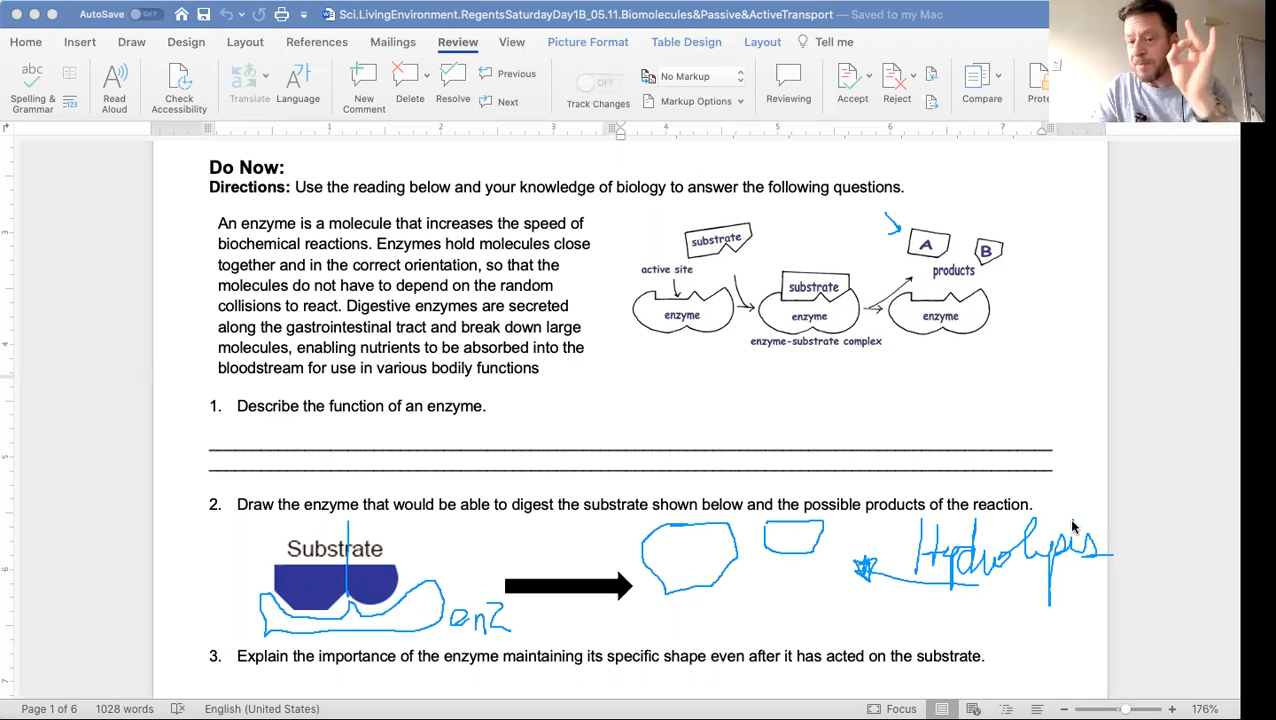 AutoSave OFF Sci.LivingEnvironment.RegentsSaturdayDay1B_05.11.Biomolecules&Passive&ActiveTransport — Saved to my Mac
Home Insert Draw Design Layout References Mailings Review View Picture Format Table Design Layout Tell me
Spelling & Grammar
Read Aloud
Check Accessibility
Translate
Language
New Comment
Delete
Resolve
Previous
Next
OFF
Track Changes
No Markup
Markup Options
Reviewing
Accept
Reject
Compare
Prote
1 2 3 4 5 6 7
Do Now:
Directions: Use the reading below and your knowledge of biology to answer the following questions.
An enzyme is a molecule that increases the speed of
biochemical reactions. Enzymes hold molecules close
together and in the correct orientation, so that the
molecules do not have to depend on the random
collisions to react. Digestive enzymes are secreted
along the gastrointestinal tract and break down large
molecules, enabling nutrients to be absorbed into the
bloodstream for use in various bodily functions
substrate
active site
enzyme
substrate
enzyme
enzyme-substrate complex
A
B
products
enzyme
1. Describe the function of an enzyme.
2. Draw the enzyme that would be able to digest the substrate shown below and the possible products of the reaction.
Substrate
enz
Hydrolysis
3. Explain the importance of the enzyme maintaining its specific shape even after it has acted on the substrate.
Page 1 of 6 1028 words English (United States) Focus 176%